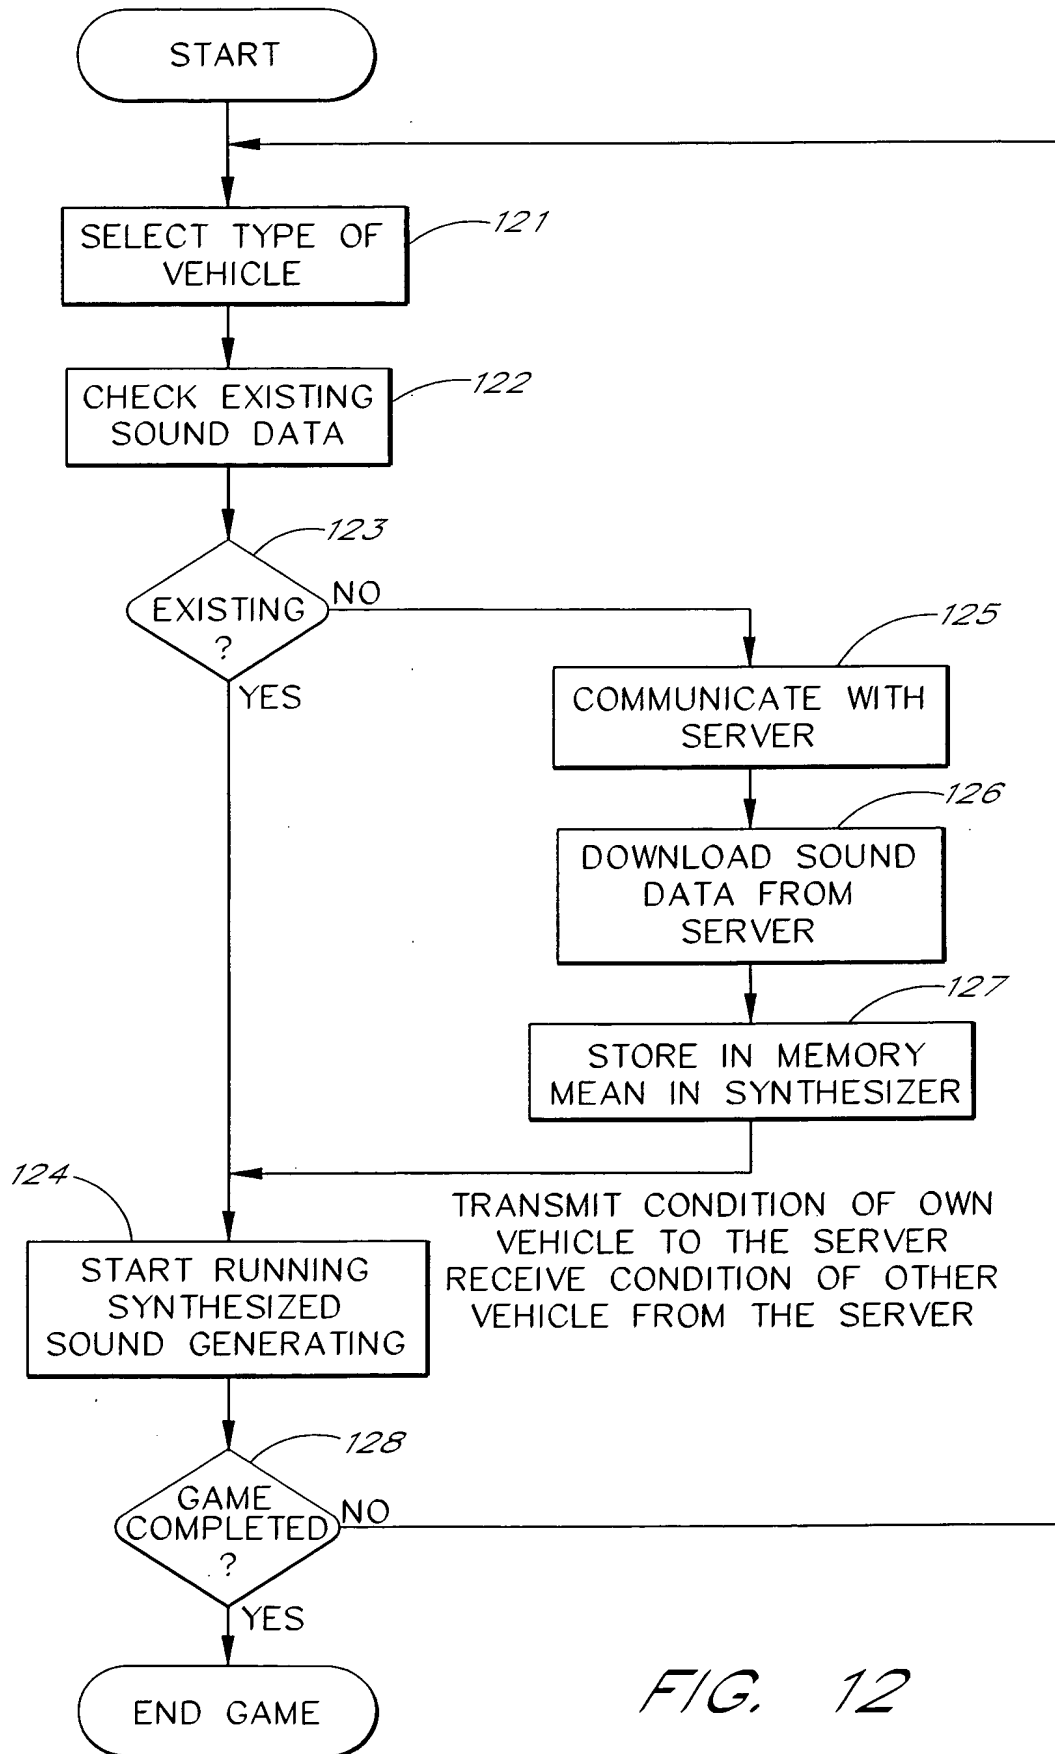 START
SELECT TYPE OF
VEHICLE
121
CHECK EXISTING
SOUND DATA
122
123
EXISTING
?
NO
YES
125
COMMUNICATE WITH
SERVER
126
DOWNLOAD SOUND
DATA FROM
SERVER
127
STORE IN MEMORY
MEAN IN SYNTHESIZER
124
START RUNNING
SYNTHESIZED
SOUND GENERATING
TRANSMIT CONDITION OF OWN
VEHICLE TO THE SERVER
RECEIVE CONDITION OF OTHER
VEHICLE FROM THE SERVER
128
GAME
COMPLETED
?
NO
YES
END GAME
FIG. 12